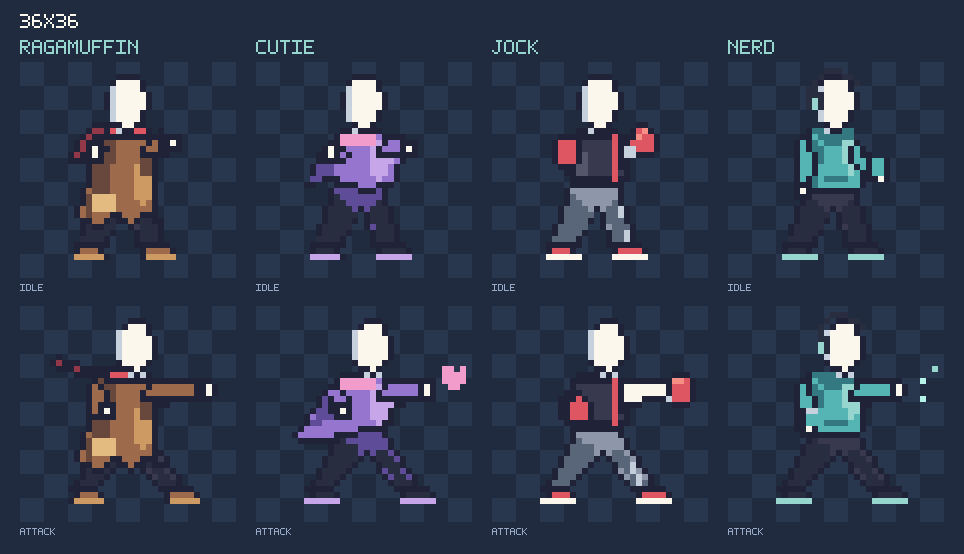 36X36
RAGAMUFFIN CUTIE JOCK NERD
IDLE IDLE IDLE IDLE
ATTACK ATTACK ATTACK ATTACK